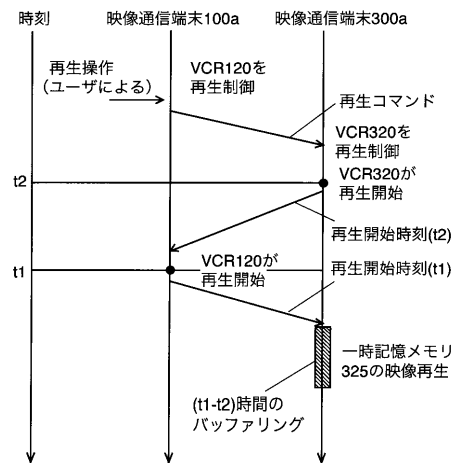 時刻
映像通信端末100a
映像通信端末300a
再生操作
（ユーザによる）
VCR120を
再生制御
再生コマンド
VCR320を
再生制御
t2
VCR320が
再生開始
再生開始時刻(t2)
t1
VCR120が
再生開始
再生開始時刻(t1)
一時記憶メモリ
325の映像再生
(t1-t2)時間の
バッファリング